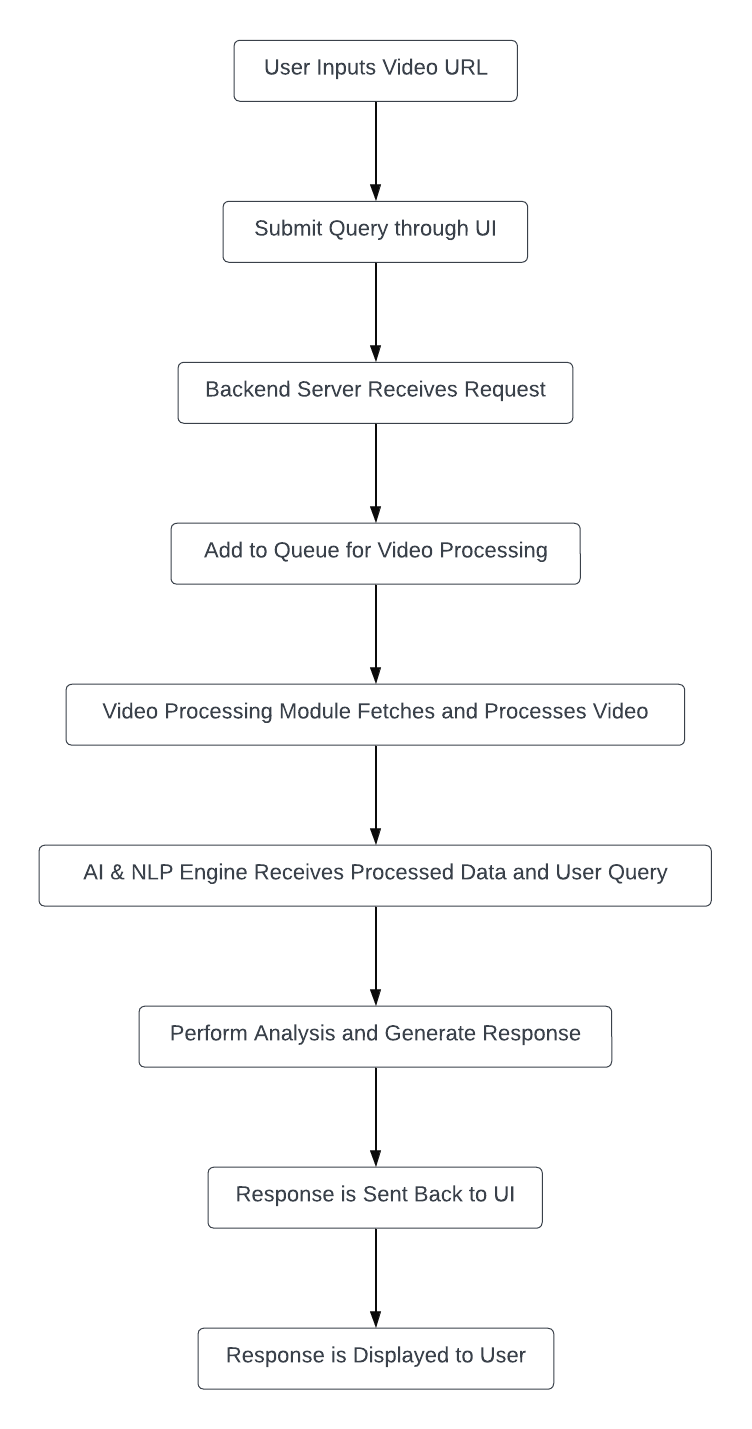 User Inputs Video URL
Submit Query through UI
Backend Server Receives Request
Add to Queue for Video Processing
Video Processing Module Fetches and Processes Video
AI & NLP Engine Receives Processed Data and User Query
Perform Analysis and Generate Response
Response is Sent Back to UI
Response is Displayed to User